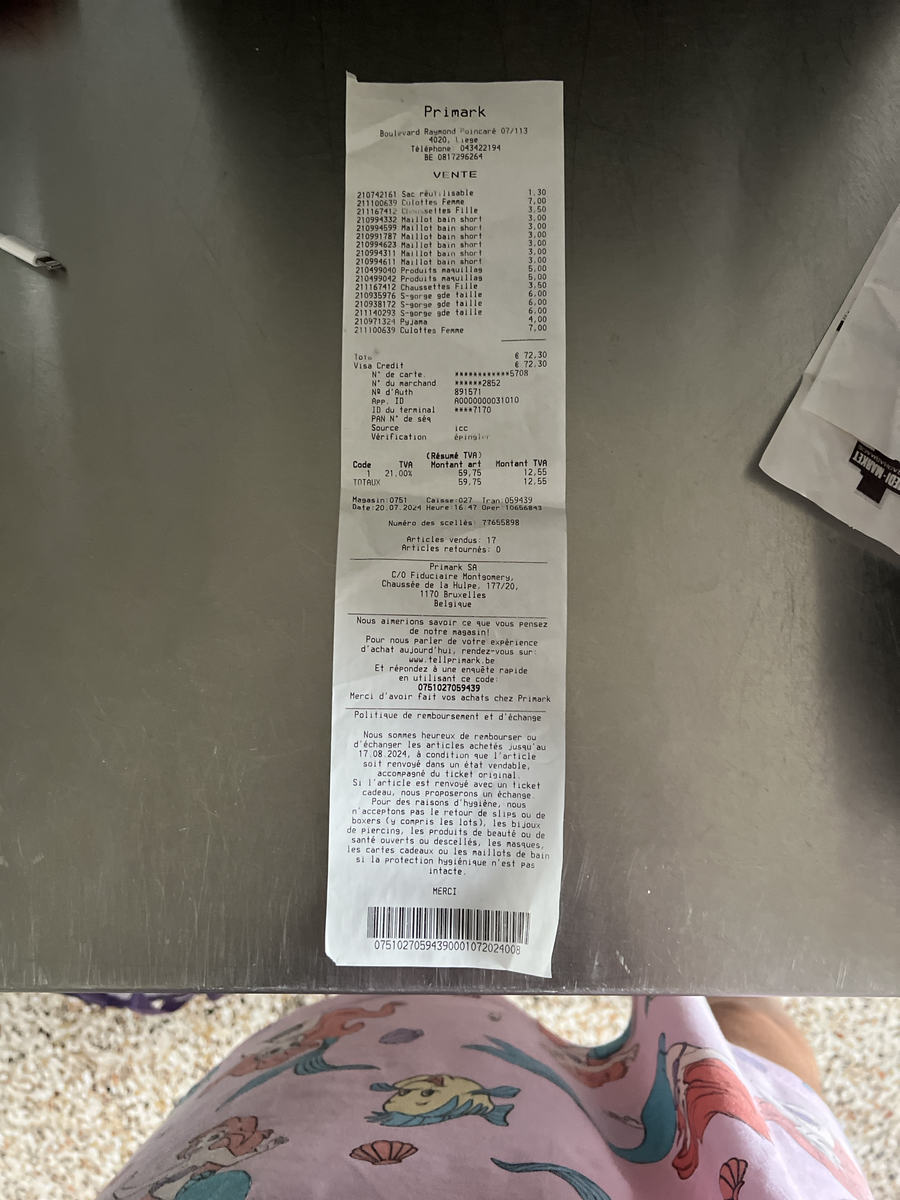 Primark
Boulevard Raymond Poincaré 07/113
4020, Liege
Téléphone: 043422194
BE 0817296264
VENTE
210742161 Sac réutilisable 1,30
211100639 Culottes Femme 7,00
211167412 Chaussettes Fille 3,50
210994332 Maillot bain short 3,00
210994599 Maillot bain short 3,00
210991787 Maillot bain short 3,00
210994623 Maillot bain short 3,00
210994311 Maillot bain short 3,00
210994611 Maillot bain short 3,00
210499040 Produits maquillag 5,00
210499042 Produits maquillag 5,00
211167412 Chaussettes Fille 3,50
210935976 S-gorge gde taille 6,00
210938172 S-gorge gde taille 6,00
211140293 S-gorge gde taille 6,00
210971324 Pyjama 4,00
211100639 Culottes Femme 7,00
Total € 72,30
Visa Credit € 72,30
N° de carte. ************5708
N° du marchand ******2852
Nº d'Auth 891571
App. ID A0000000031010
ID du terminal ****7170
PAN N° de séq
Source icc
Vérification épingler
(Résumé TVA)
Code TVA Montant art Montant TVA
1 21,00% 59,75 12,55
TOTAUX 59,75 12,55
Magasin:0751 Caisse:027 Tran:059439
Date:20.07.2024 Heure:16:47 Oper:10656843
Numéro des scellés: 77655898
Articles vendus: 17
Articles retournés: 0
Primark SA
C/O Fiduciaire Montgomery,
Chaussée de la Hulpe, 177/20,
1170 Bruxelles
Belgique
Nous aimerions savoir ce que vous pensez
de notre magasin!
Pour nous parler de votre expérience
d'achat aujourd'hui, rendez-vous sur:
www.tellprimark.be
Et répondez à une enquête rapide
en utilisant ce code:
0751027059439
Merci d'avoir fait vos achats chez Primark
Politique de remboursement et d'échange
Nous sommes heureux de rembourser ou
d'échanger les articles achetés jusqu'au
17.08.2024, à condition que l'article
soit renvoyé dans un état vendable,
accompagné du ticket original.
Si l'article est renvoyé avec un ticket
cadeau, nous proposerons un échange.
Pour des raisons d'hygiène, nous
n'acceptons pas le retour de slips ou de
boxers (y compris les lots), les bijoux
de piercing, les produits de beauté ou de
santé ouverts ou descellés, les masques,
les cartes cadeaux ou les maillots de bain
si la protection hygiénique n'est pas
intacte.
MERCI
07510270594390001072024008
EDI-MARKET